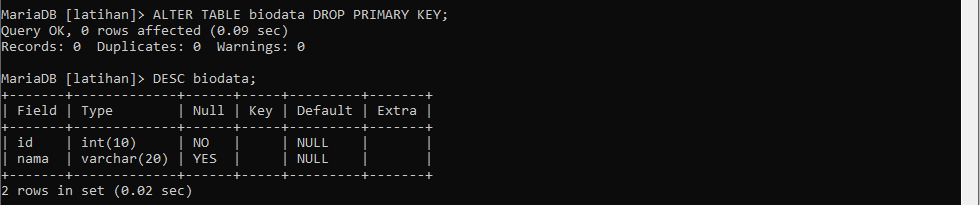 MariaDB [latihan]> ALTER TABLE biodata DROP PRIMARY KEY;
Query OK, 0 rows affected (0.09 sec)
Records: 0  Duplicates: 0  Warnings: 0

MariaDB [latihan]> DESC biodata;
+-------+-------------+------+-----+---------+-------+
| Field | Type        | Null | Key | Default | Extra |
+-------+-------------+------+-----+---------+-------+
| id    | int(10)     | NO   |     | NULL    |       |
| nama  | varchar(20) | YES  |     | NULL    |       |
+-------+-------------+------+-----+---------+-------+
2 rows in set (0.02 sec)